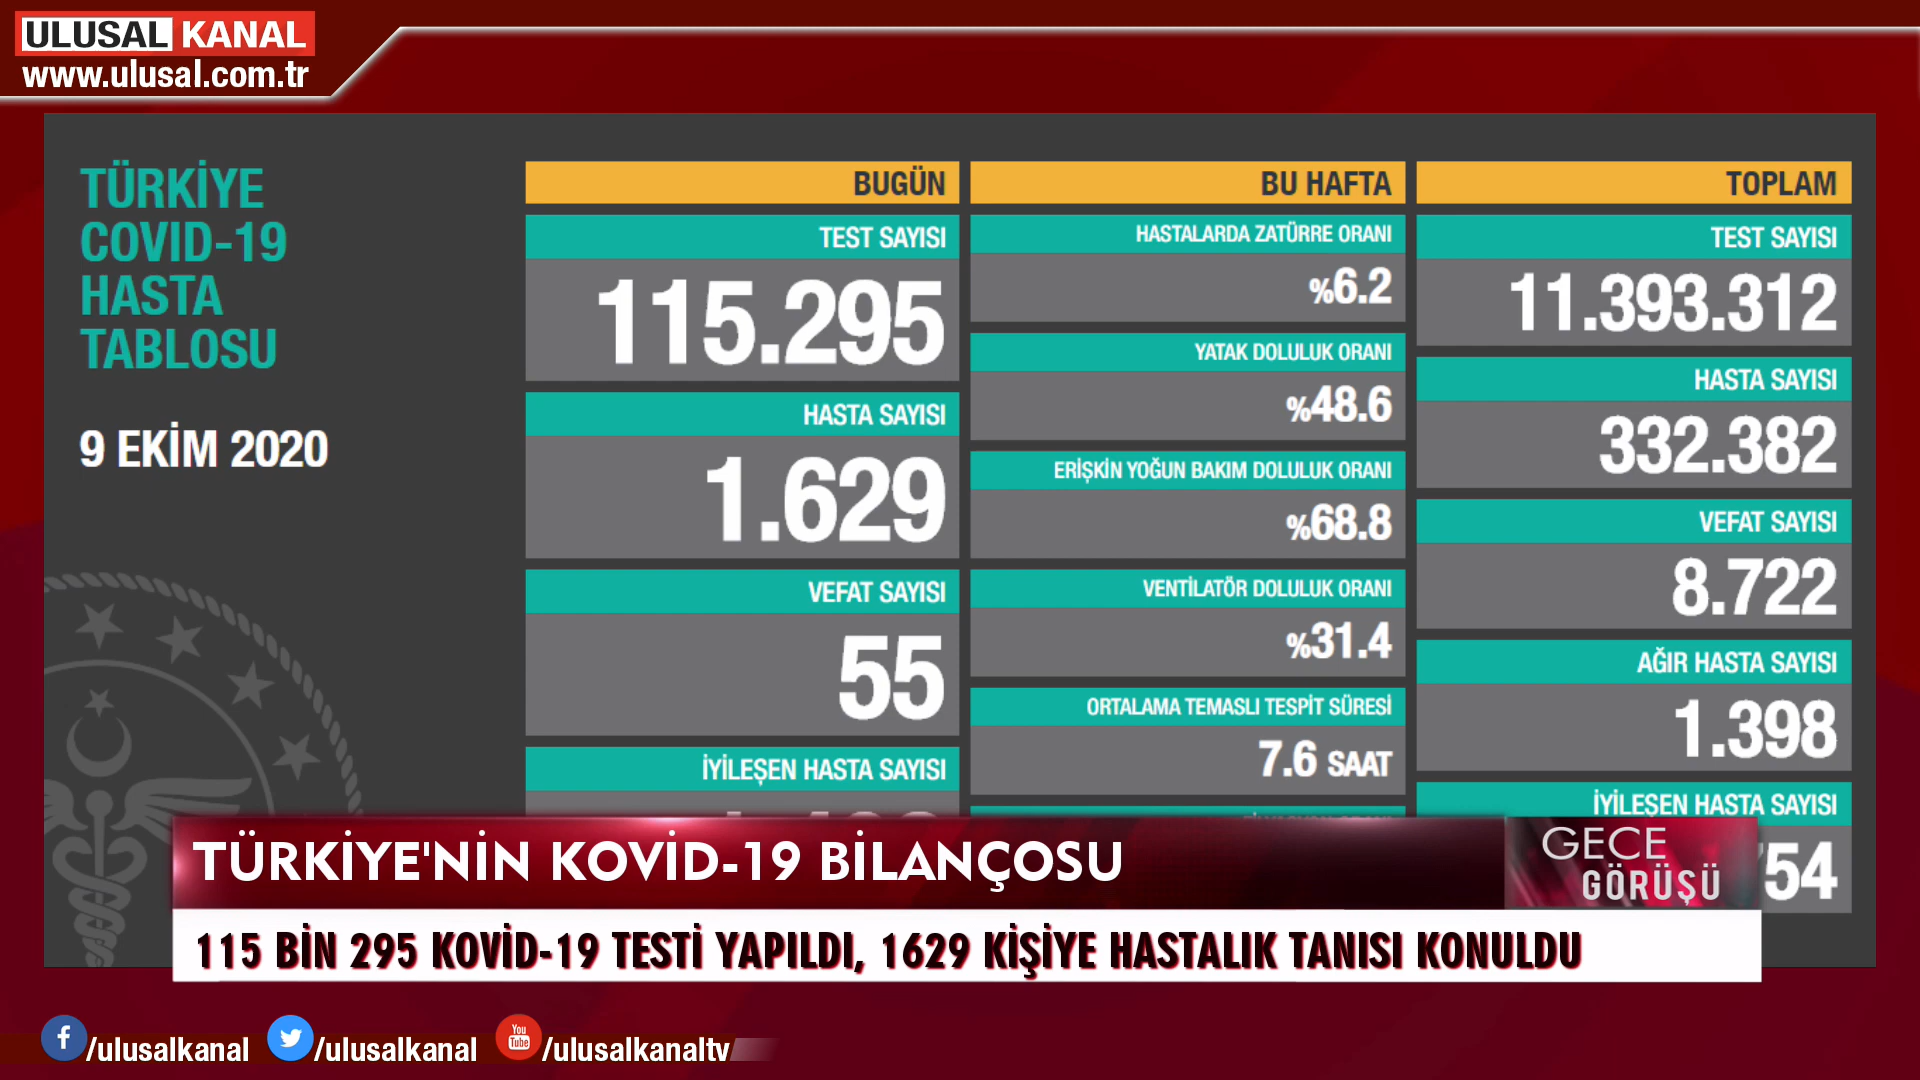 ULUSAL KANAL
www.ulusal.com.tr
TÜRKİYE
COVID-19
HASTA
TABLOSU
9 EKİM 2020
BUGÜN
TEST SAYISI
115.295
HASTA SAYISI
1.629
VEFAT SAYISI
55
İYİLEŞEN HASTA SAYISI
BU HAFTA
HASTALARDA ZATÜRRE ORANI
%6.2
YATAK DOLULUK ORANI
%48.6
ERİŞKİN YOĞUN BAKIM DOLULUK ORANI
%68.8
VENTİLATÖR DOLULUK ORANI
%31.4
ORTALAMA TEMASLI TESPİT SÜRESİ
7.6 SAAT
TOPLAM
TEST SAYISI
11.393.312
HASTA SAYISI
332.382
VEFAT SAYISI
8.722
AĞIR HASTA SAYISI
1.398
İYİLEŞEN HASTA SAYISI
54
TÜRKİYE'NİN KOVİD-19 BİLANÇOSU
GECE
GÖRÜŞÜ
115 BİN 295 KOVİD-19 TESTİ YAPILDI, 1629 KİŞİYE HASTALIK TANISI KONULDU
/ulusalkanal
/ulusalkanal
You
Tube
/ulusalkanaltv